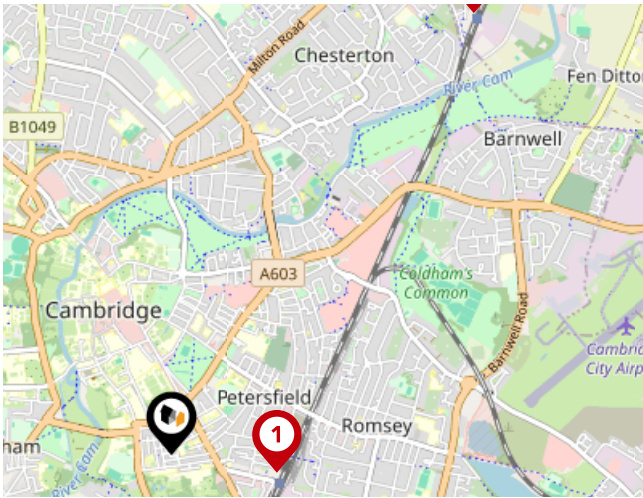 Milton Road
Chesterton
River Cam
Fen Ditto
B1049
Barnwell
A603
Coldham's
Common
Cambridge
Barnwell Road
Cambrid
City Airp
Petersfield
1
Romsey
ham
River Cam